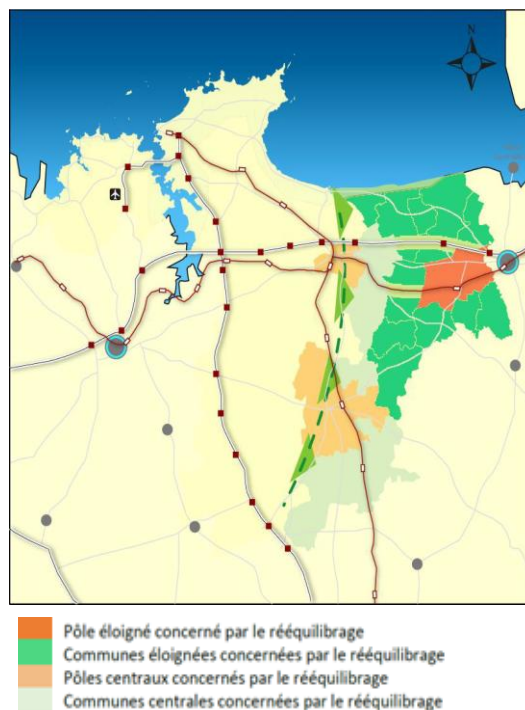 N
Pôle éloigné concerné par le rééquilibrage
Communes éloignées concernées par le rééquilibrage
Pôles centraux concernés par le rééquilibrage
Communes centrales concernées par le rééquilibrage